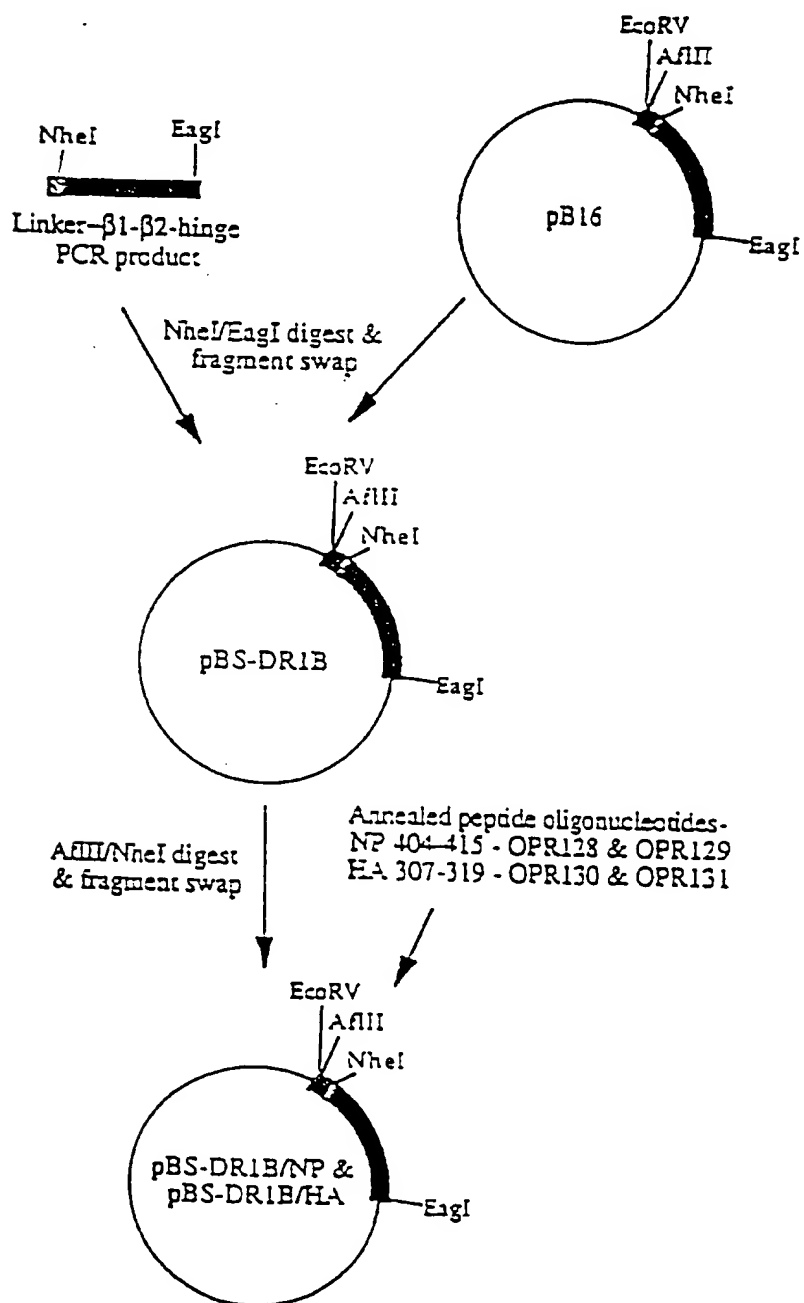 EcoRV
AflII
NheI
NheI
EagI
Linker-β1-β2-hinge
PCR product
pB16
EagI
NheI/EagI digest &
fragment swap
EcoRV
AflII
NheI
pBS-DR1B
EagI
AflII/NheI digest
& fragment swap
Annealed peptide oligonucleotides-
NP 404-415 - OPR128 & OPR129
HA 307-319 - OPR130 & OPR131
EcoRV
AflII
NheI
pBS-DR1B/NP &
pBS-DR1B/HA
EagI